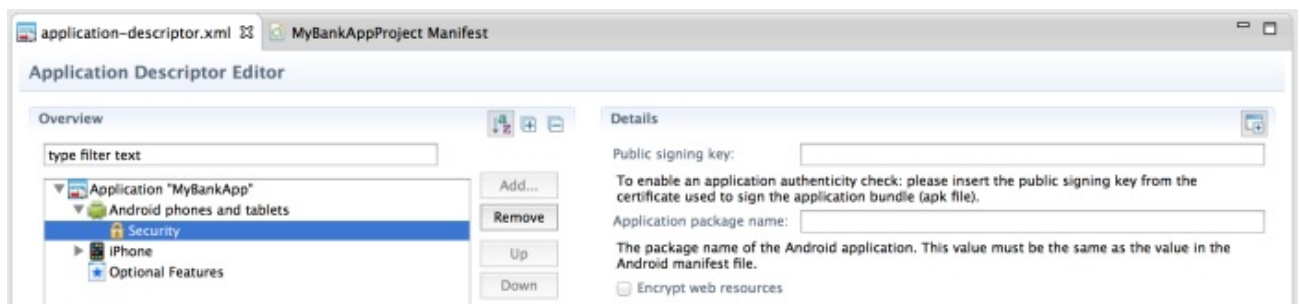 application-descriptor.xml
MyBankAppProject Manifest
Application Descriptor Editor
Overview
type filter text
Application "MyBankApp"
Android phones and tablets
Security
iPhone
Optional Features
Add...
Remove
Up
Down
Details
Public signing key:
To enable an application authenticity check: please insert the public signing key from the
certificate used to sign the application bundle (apk file).
Application package name:
The package name of the Android application. This value must be the same as the value in the
Android manifest file.
Encrypt web resources